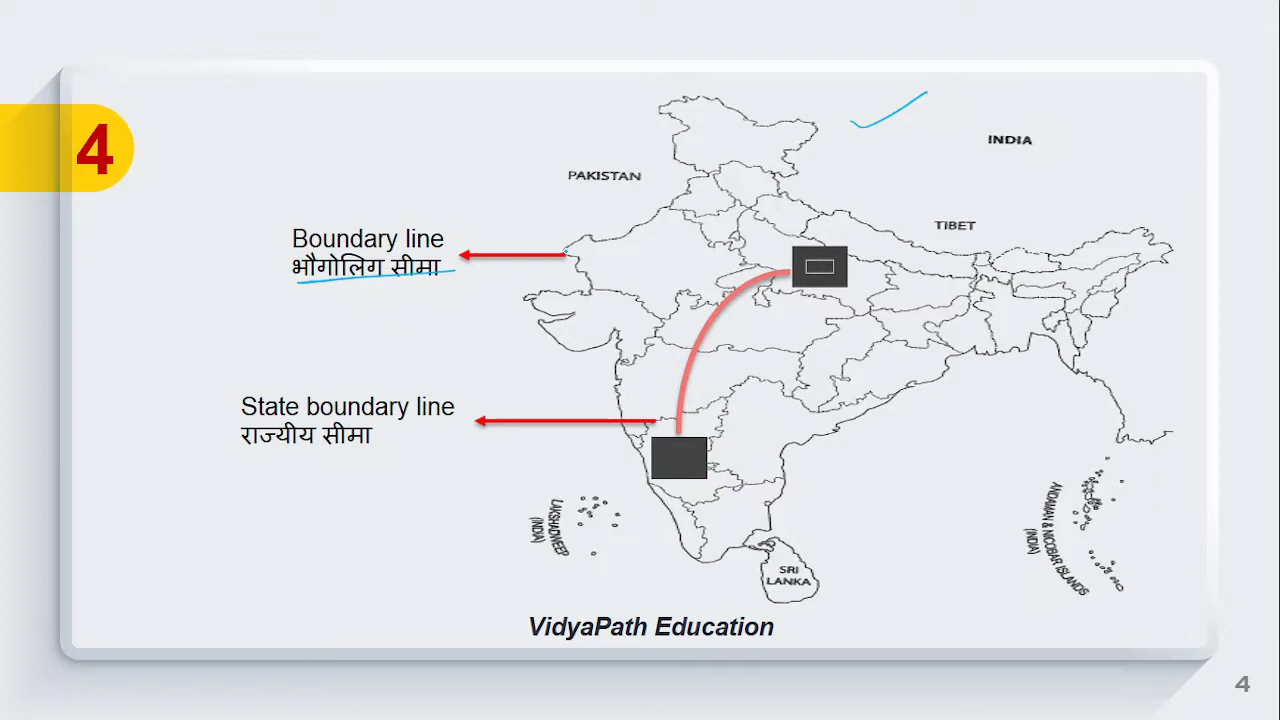 4
INDIA
PAKISTAN
TIBET
Boundary line
भौगोलिग सीमा
State boundary line
राज्यीय सीमा
LAKSHADWEEP
(INDIA)
ANDAMAN & NICOBAR ISLANDS
(INDIA)
SRI
LANKA
VidyaPath Education
4